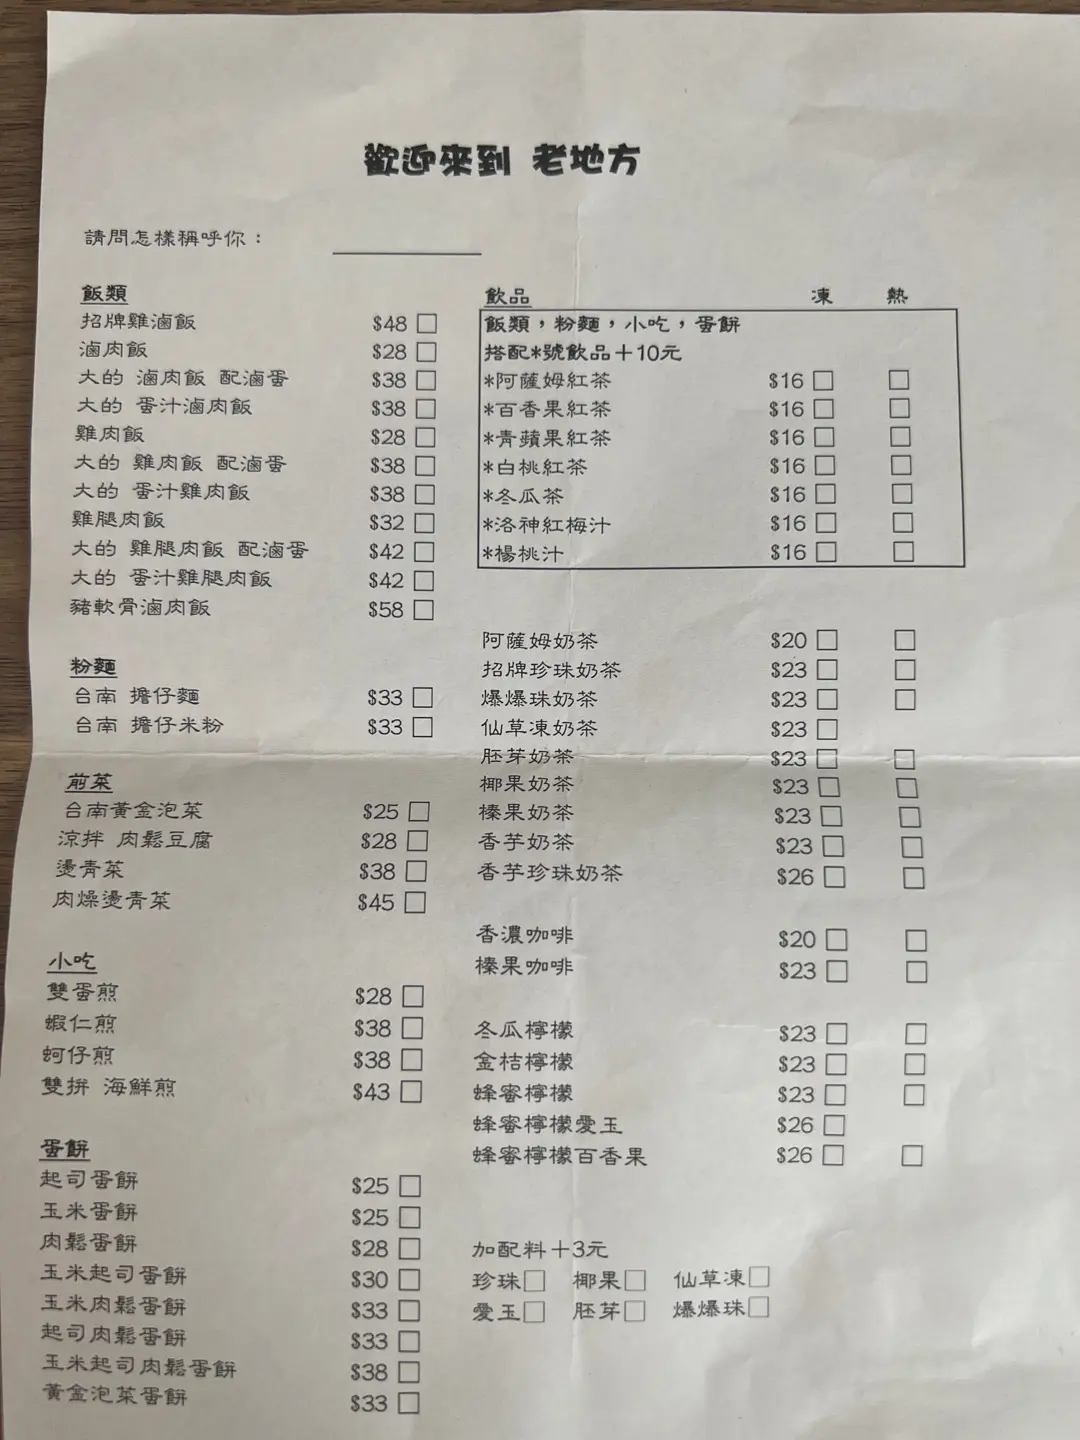 歡迎來到 老地方
請問怎樣稱呼你：
飯類
招牌雞滷飯 $48 □
滷肉飯 $28 □
大的 滷肉飯 配滷蛋 $38 □
大的 蛋汁滷肉飯 $38 □
雞肉飯 $28 □
大的 雞肉飯 配滷蛋 $38 □
大的 蛋汁雞肉飯 $38 □
雞腿肉飯 $32 □
大的 雞腿肉飯 配滷蛋 $42 □
大的 蛋汁雞腿肉飯 $42 □
豬軟骨滷肉飯 $58 □
粉麵
台南 擔仔麵 $33 □
台南 擔仔米粉 $33 □
前菜
台南黃金泡菜 $25 □
涼拌 肉鬆豆腐 $28 □
燙青菜 $38 □
肉燥燙青菜 $45 □
小吃
雙蛋煎 $28 □
蝦仁煎 $38 □
蚵仔煎 $38 □
雙拼 海鮮煎 $43 □
蛋餅
起司蛋餅 $25 □
玉米蛋餅 $25 □
肉鬆蛋餅 $28 □
玉米起司蛋餅 $30 □
玉米肉鬆蛋餅 $33 □
起司肉鬆蛋餅 $33 □
玉米起司肉鬆蛋餅 $38 □
黃金泡菜蛋餅 $33 □
飲品 凍 熱
飯類，粉麵，小吃，蛋餅
搭配*號飲品＋10元
*阿薩姆紅茶 $16 □ □
*百香果紅茶 $16 □ □
*青蘋果紅茶 $16 □ □
*白桃紅茶 $16 □ □
*冬瓜茶 $16 □ □
*洛神紅梅汁 $16 □ □
*楊桃汁 $16 □ □
阿薩姆奶茶 $20 □ □
招牌珍珠奶茶 $23 □ □
爆爆珠奶茶 $23 □ □
仙草凍奶茶 $23 □
胚芽奶茶 $23 □ □
椰果奶茶 $23 □ □
榛果奶茶 $23 □ □
香芋奶茶 $23 □ □
香芋珍珠奶茶 $26 □ □
香濃咖啡 $20 □ □
榛果咖啡 $23 □ □
冬瓜檸檬 $23 □ □
金桔檸檬 $23 □ □
蜂蜜檸檬 $23 □ □
蜂蜜檸檬愛玉 $26 □
蜂蜜檸檬百香果 $26 □ □
加配料＋3元
珍珠□ 椰果□ 仙草凍□
愛玉□ 胚芽□ 爆爆珠□